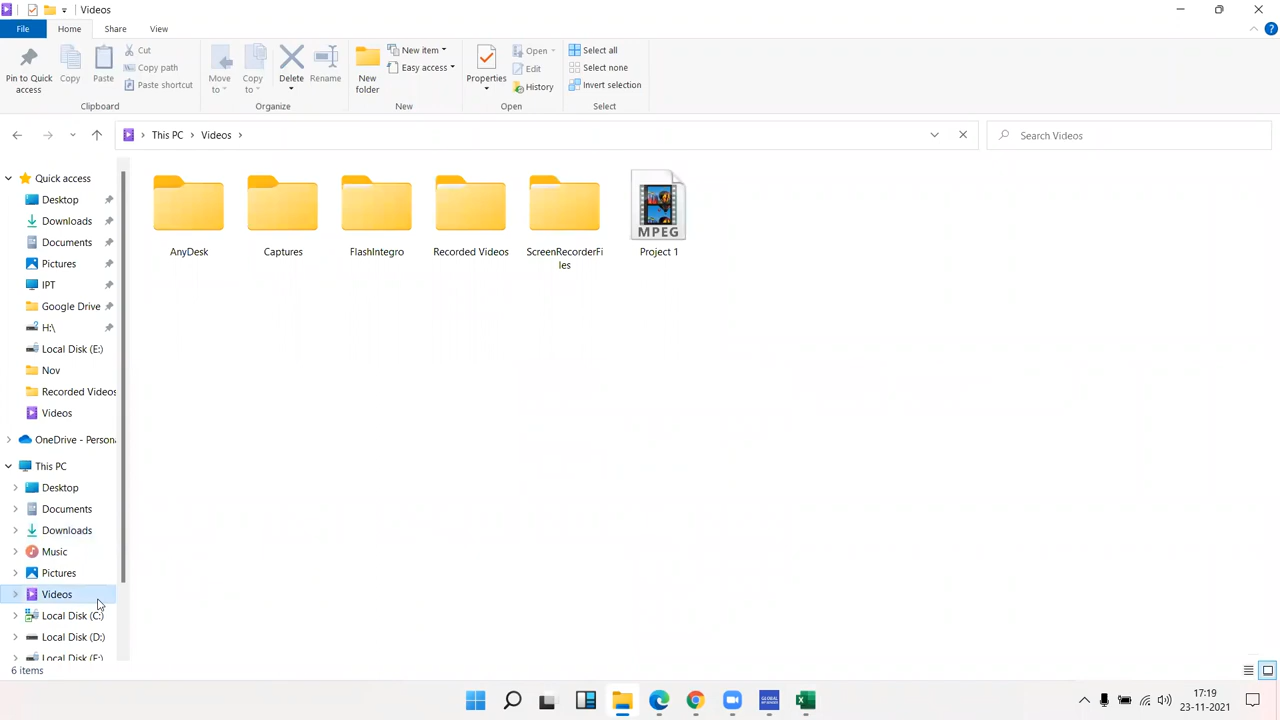 Videos
File
Home
Share
View
Pin to Quick access
Copy
Paste
Cut
Copy path
Paste shortcut
Clipboard
Move to
Copy to
Delete
Rename
Organize
New folder
New item
Easy access
New
Properties
Open
Edit
History
Open
Select all
Select none
Invert selection
Select
This PC
Videos
Search Videos
Quick access
Desktop
Downloads
Documents
Pictures
IPT
Google Drive
H:\
Local Disk (E:)
Nov
Recorded Videos
Videos
OneDrive - Persona
This PC
Desktop
Documents
Downloads
Music
Pictures
Videos
Local Disk (C:)
Local Disk (D:)
Local Disk (E:)
AnyDesk
Captures
FlashIntegro
Recorded Videos
ScreenRecorderFi
les
MPEG
Project 1
6 items
GLOBAL
17:19
23-11-2021